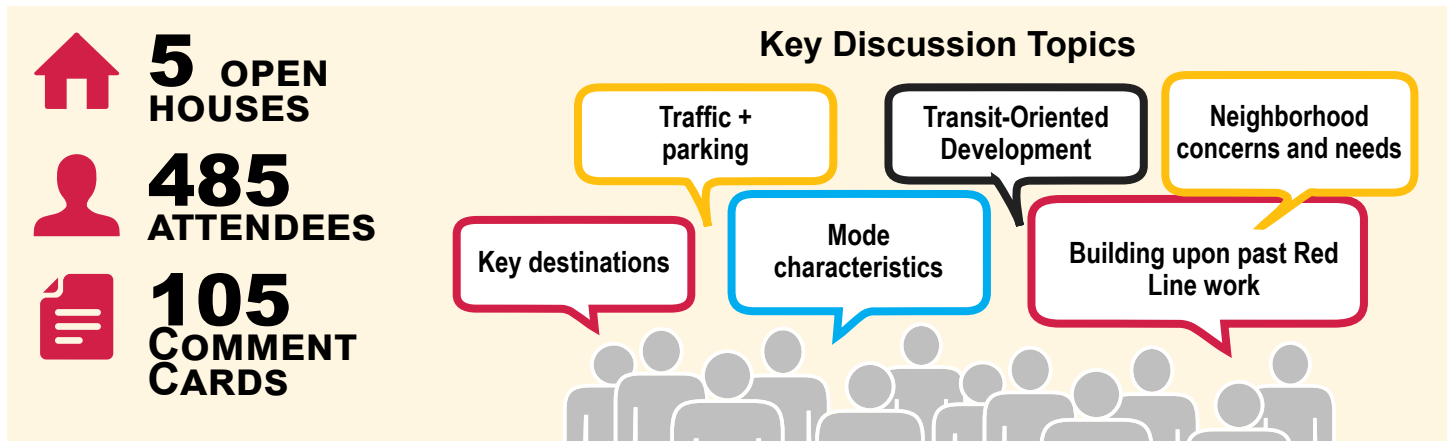 5 OPEN
HOUSES
485
ATTENDEES
105
COMMENT
CARDS
Key Discussion Topics
Traffic +
parking
Transit-Oriented
Development
Neighborhood
concerns and needs
Key destinations
Mode
characteristics
Building upon past Red
Line work